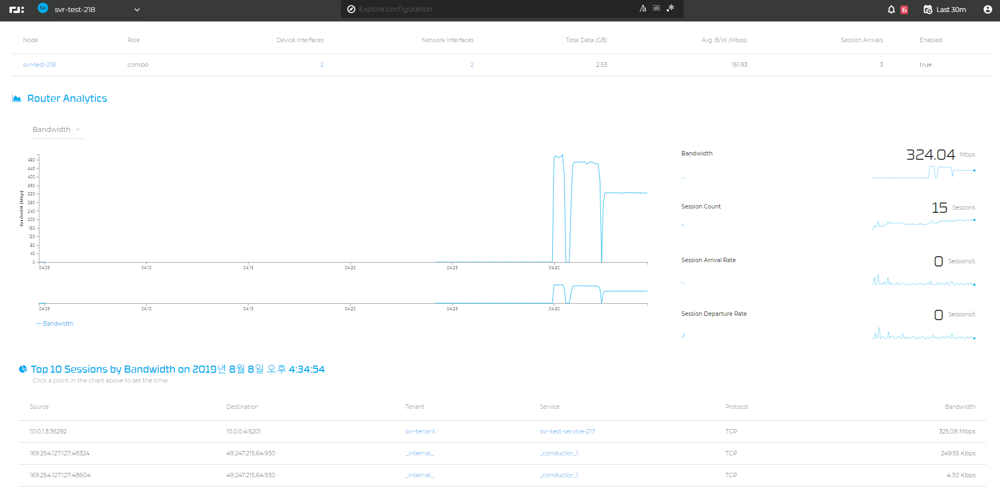 svr-test-218 Explore configuration 6 Last 30m
Node Role Device Interfaces Network Interfaces Total Data (GB) Avg. B/W (Mbps) Session Arrivals Enabled
svr-test-218 combo 2 2 2.53 151.93 3 true
Router Analytics
Bandwidth
Bandwidth (Mbps)
480
440
400
360
320
280
240
200
160
120
80
40
0
04:05 04:10 04:15 04:20 04:25 04:30
04:05 04:10 04:15 04:20 04:25 04:30
Bandwidth
Bandwidth 324.04 Mbps
Session Count 15 Sessions
Session Arrival Rate 0 Sessions/s
Session Departure Rate 0 Sessions/s
Top 10 Sessions by Bandwidth on 2019년 8월 8일 오후 4:34:54
Click a point in the chart above to set the time.
Source Destination Tenant Service Protocol Bandwidth
10.0.1.3:36292 10.0.0.4:5201 svr-tenant svr-test-service-217 TCP 325.08 Mbps
169.254.127.127:48324 49.247.215.64:930 _internal_ _conductor_1 TCP 249.55 Kbps
169.254.127.127:48604 49.247.215.64:930 _internal_ _conductor_1 TCP 4.30 Kbps